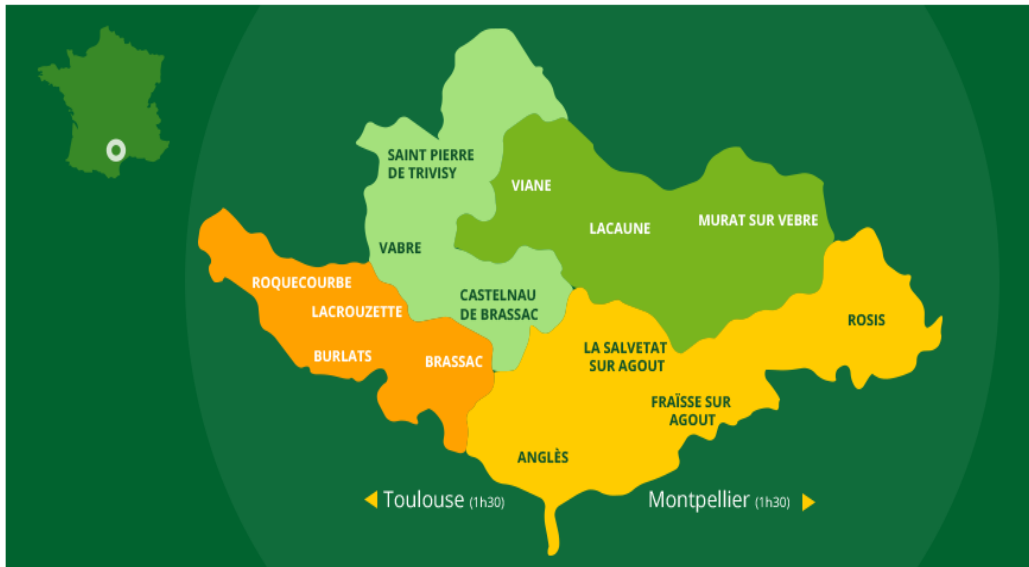 SAINT PIERRE
DE TRIVISY
VIANE
LACAUNE
MURAT SUR VEBRE
VABRE
ROQUECOURBE
LACROUZETTE
CASTELNAU
DE BRASSAC
ROSIS
BURLATS
BRASSAC
LA SALVETAT
SUR AGOUT
FRAÏSSE SUR
AGOUT
ANGLÈS
Toulouse (1h30)
Montpellier (1h30)